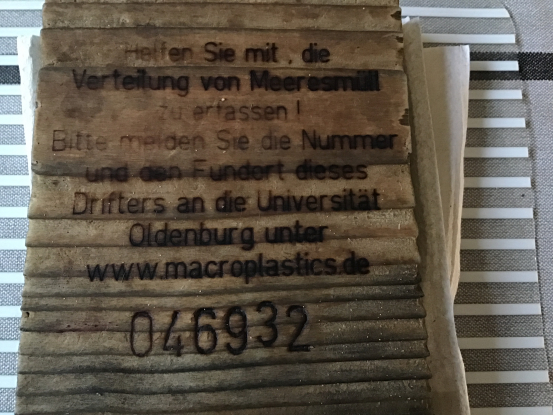 Helfen Sie mit , die
Verteilung von Meeresmüll
zu erfassen !
Bitte melden Sie die Nummer
und den Fundort dieses
Drifters an die Universität
Oldenburg unter
www.macroplastics.de
046932